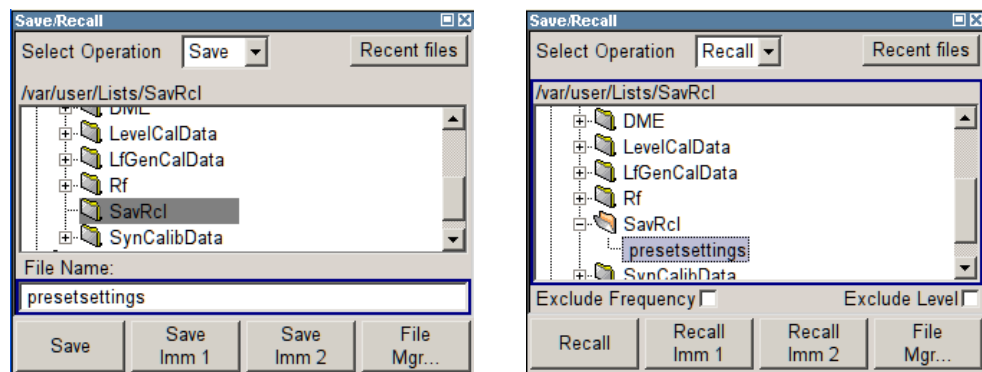 Save/Recall
Select Operation Save Recent files
/var/user/Lists/SavRcl
DME
LevelCalData
LfGenCalData
Rf
SavRcl
SynCalibData
File Name:
presetsettings
Save
Save Imm 1
Save Imm 2
File Mgr...
Save/Recall
Select Operation Recall Recent files
/var/user/Lists/SavRcl
DME
LevelCalData
LfGenCalData
Rf
SavRcl
presetsettings
SynCalibData
Exclude Frequency Exclude Level
Recall
Recall Imm 1
Recall Imm 2
File Mgr...